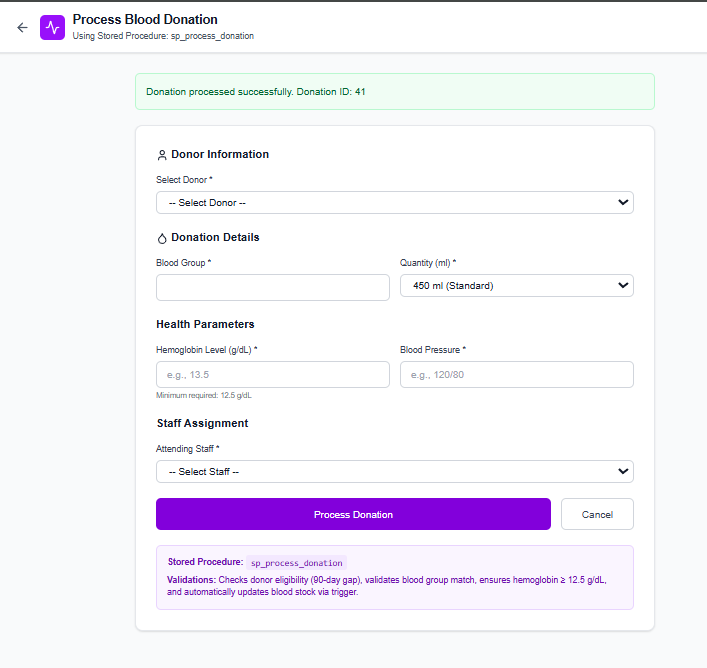 Process Blood Donation
Using Stored Procedure: sp_process_donation
Donation processed successfully. Donation ID: 41
Donor Information
Select Donor *
-- Select Donor --
Donation Details
Blood Group *
Quantity (ml) *
450 ml (Standard)
Health Parameters
Hemoglobin Level (g/dL) *
Blood Pressure *
e.g., 13.5
e.g., 120/80
Minimum required: 12.5 g/dL
Staff Assignment
Attending Staff *
-- Select Staff --
Process Donation
Cancel
Stored Procedure: sp_process_donation
Validations: Checks donor eligibility (90-day gap), validates blood group match, ensures hemoglobin ≥ 12.5 g/dL,
and automatically updates blood stock via trigger.